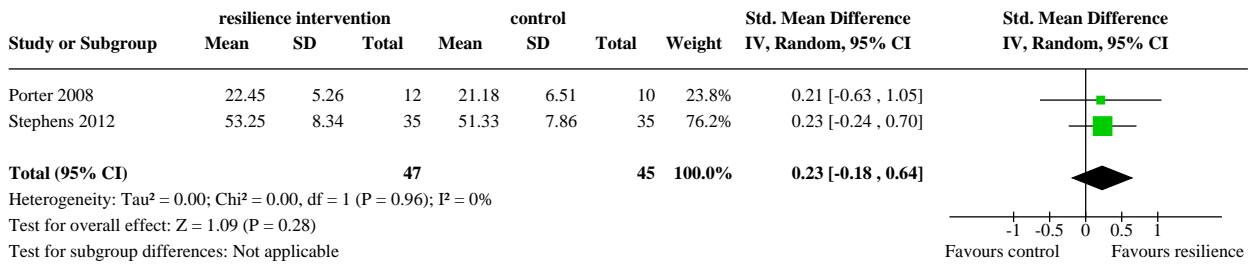 resilience intervention control Std. Mean Difference Std. Mean Difference
Study or Subgroup Mean SD Total Mean SD Total Weight IV, Random, 95% CI IV, Random, 95% CI
Porter 2008 22.45 5.26 12 21.18 6.51 10 23.8% 0.21 [-0.63 , 1.05]
Stephens 2012 53.25 8.34 35 51.33 7.86 35 76.2% 0.23 [-0.24 , 0.70]
Total (95% CI) 47 45 100.0% 0.23 [-0.18 , 0.64]
Heterogeneity: Tau² = 0.00; Chi² = 0.00, df = 1 (P = 0.96); I² = 0%
Test for overall effect: Z = 1.09 (P = 0.28)
-1 -0.5 0 0.5 1
Test for subgroup differences: Not applicable
Favours control Favours resilience